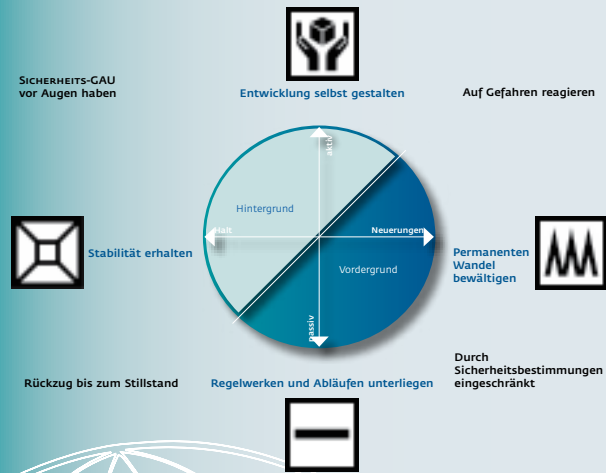 Sicherheits-GAU
vor Augen haben
Entwicklung selbst gestalten
Auf Gefahren reagieren
aktiv
Hintergrund
Halt
Neuerungen
Stabilität erhalten
Vordergrund
Permanenten
Wandel
bewältigen
passiv
Rückzug bis zum Stillstand
Regelwerken und Abläufen unterliegen
Durch
Sicherheitsbestimmungen
eingeschränkt